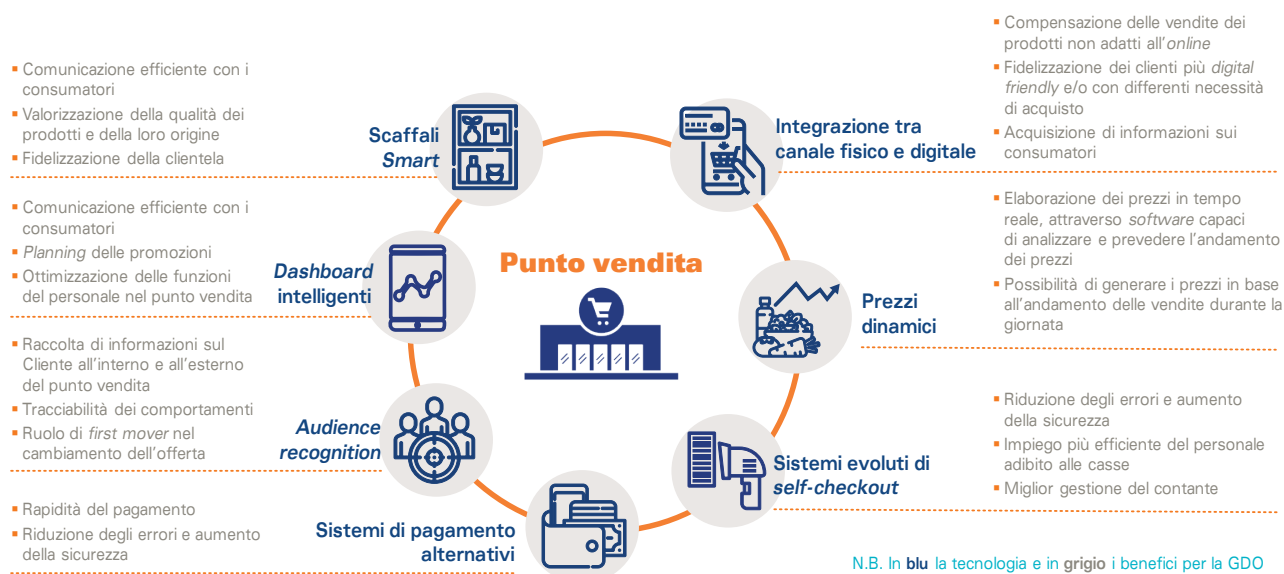 ▪ Comunicazione efficiente con i
consumatori
▪ Valorizzazione della qualità dei
prodotti e della loro origine
▪ Fidelizzazione della clientela
Scaffali
Smart
▪ Comunicazione efficiente con i
consumatori
▪ Planning delle promozioni
▪ Ottimizzazione delle funzioni
del personale nel punto vendita
Dashboard
intelligenti
▪ Raccolta di informazioni sul
Cliente all'interno e all'esterno
del punto vendita
▪ Tracciabilità dei comportamenti
▪ Ruolo di first mover nel
cambiamento dell'offerta
Audience
recognition
▪ Rapidità del pagamento
▪ Riduzione degli errori e aumento
della sicurezza
Sistemi di pagamento
alternativi
Punto vendita
Integrazione tra
canale fisico e digitale
▪ Compensazione delle vendite dei
prodotti non adatti all'online
▪ Fidelizzazione dei clienti più digital
friendly e/o con differenti necessità
di acquisto
▪ Acquisizione di informazioni sui
consumatori
Prezzi
dinamici
▪ Elaborazione dei prezzi in tempo
reale, attraverso software capaci
di analizzare e prevedere l'andamento
dei prezzi
▪ Possibilità di generare i prezzi in base
all'andamento delle vendite durante la
giornata
Sistemi evoluti di
self-checkout
▪ Riduzione degli errori e aumento
della sicurezza
▪ Impiego più efficiente del personale
adibito alle casse
▪ Miglior gestione del contante
N.B. In blu la tecnologia e in grigio i benefici per la GDO